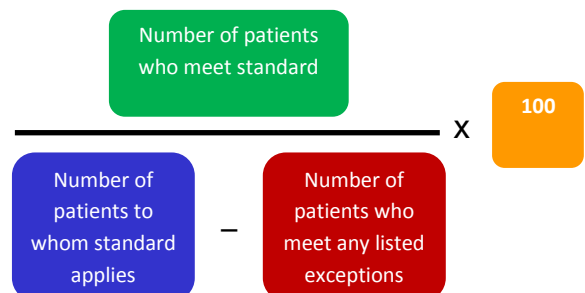 Number of patients
who meet standard
100
x
Number of
patients to
whom standard
applies
–
Number of
patients who
meet any listed
exceptions